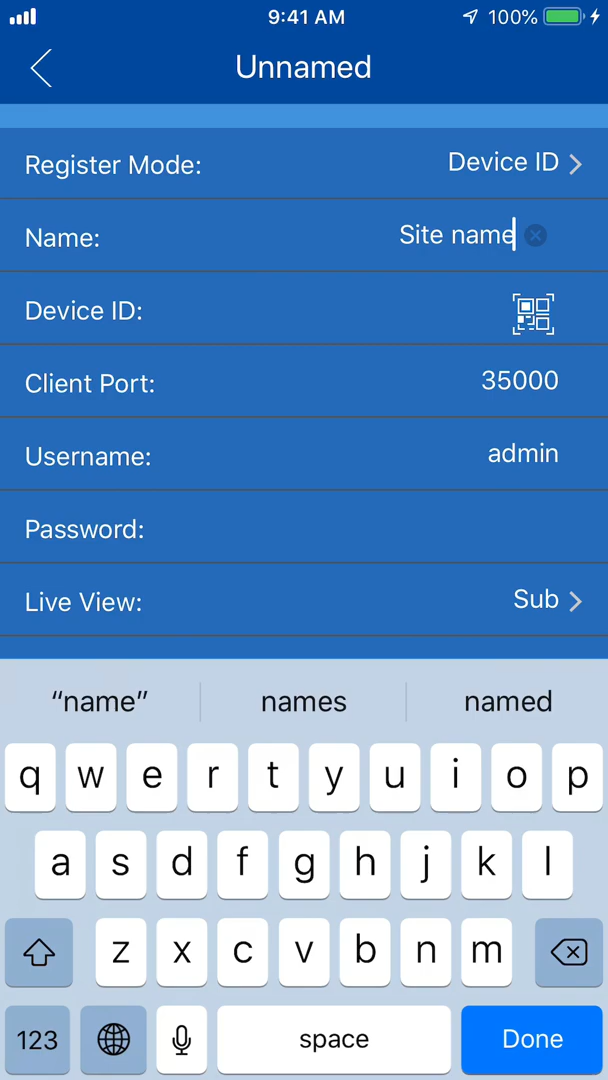 9:41 AM 100%
Unnamed
Register Mode: Device ID
Name: Site name
Device ID:
Client Port: 35000
Username: admin
Password:
Live View: Sub
“name” names named
q w e r t y u i o p
a s d f g h j k l
z x c v b n m
123 space Done